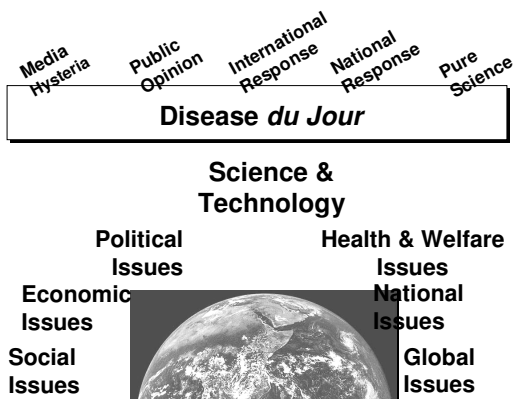 Media
Hysteria
Public
Opinion
International
Response
National
Response
Pure
Science
Disease du Jour
Science &
Technology
Political
Issues
Health & Welfare
Issues
Economic
Issues
National
Issues
Social
Issues
Global
Issues